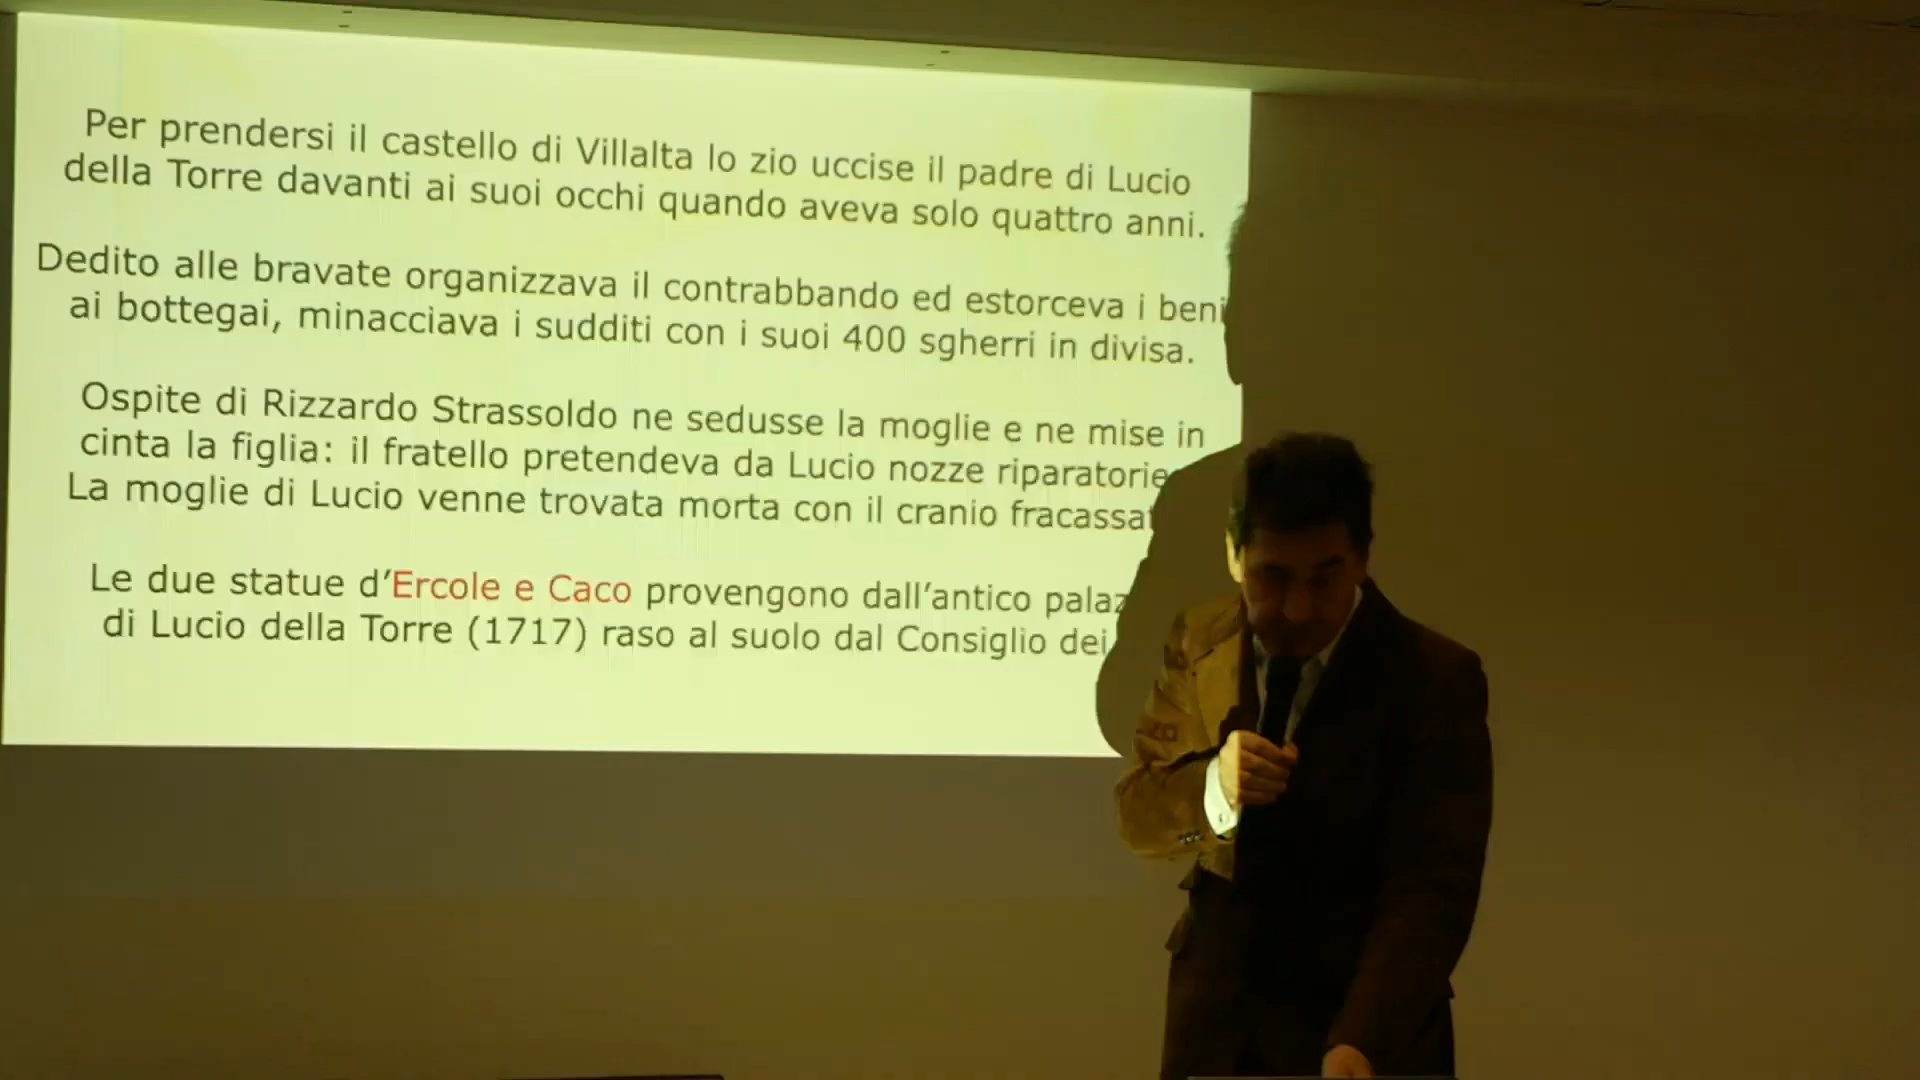 Per prendersi il castello di Villalta lo zio uccise il padre di Lucio
della Torre davanti ai suoi occhi quando aveva solo quattro anni.
Dedito alle bravate organizzava il contrabbando ed estorceva i beni
ai bottegai, minacciava i sudditi con i suoi 400 sgherri in divisa.
Ospite di Rizzardo Strassoldo ne sedusse la moglie e ne mise in
cinta la figlia: il fratello pretendeva da Lucio nozze riparatorie
La moglie di Lucio venne trovata morta con il cranio
Le due statue d’Ercole e Caco provengono dall’antico
di Lucio della Torre (1717) raso al suolo dal Consiglio dei